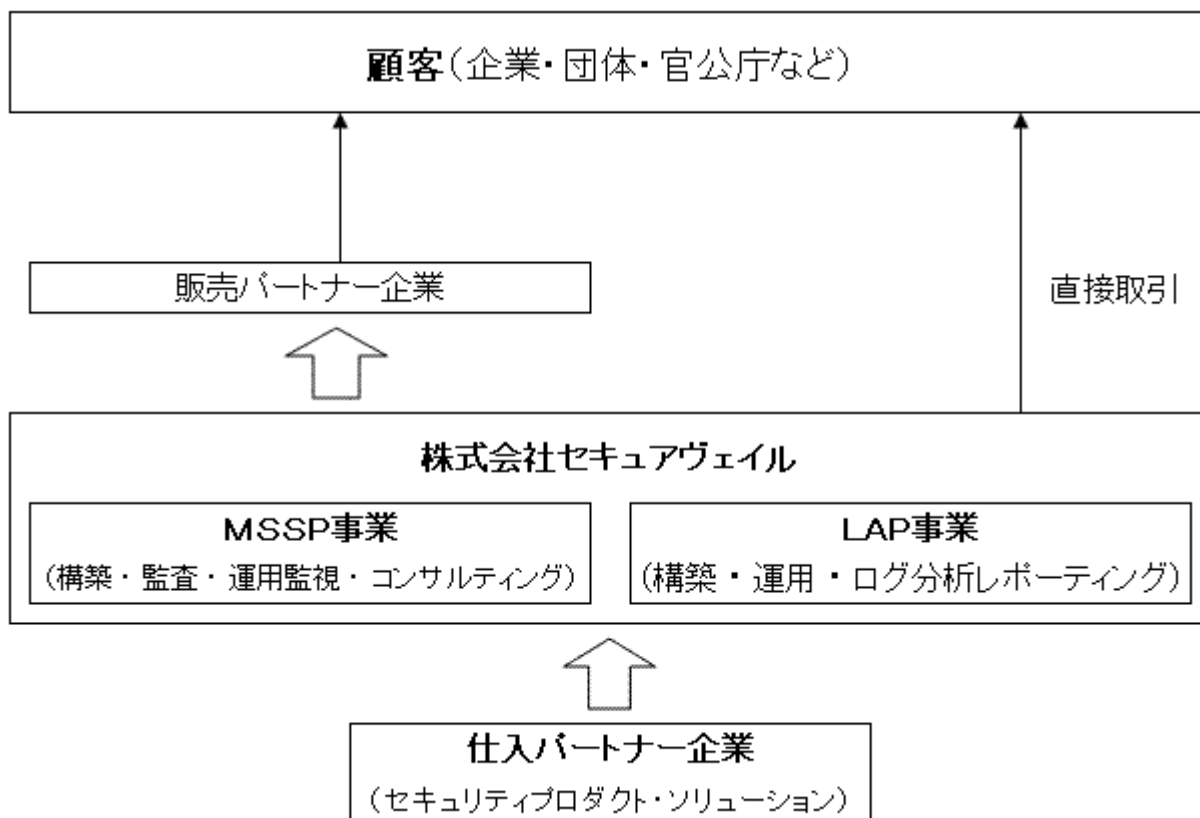 顧客(企業・団体・官公庁など)
販売パートナー企業
直接取引
株式会社セキュアヴェイル
MSSP事業
(構築・監査・運用監視・コンサルティング)
LAP事業
(構築・運用・ログ分析レポーティング)
仕入パートナー企業
(セキュリティプロダクト・ソリューション)